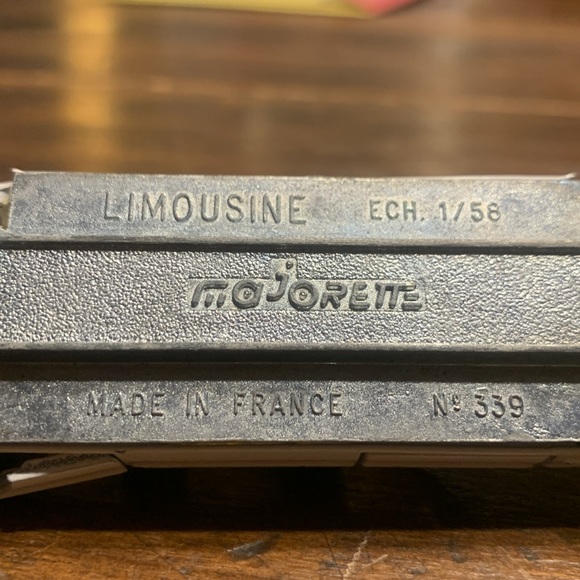 LIMOUSINE ECH. 1/58
majORETTE
MADE IN FRANCE Nº 339